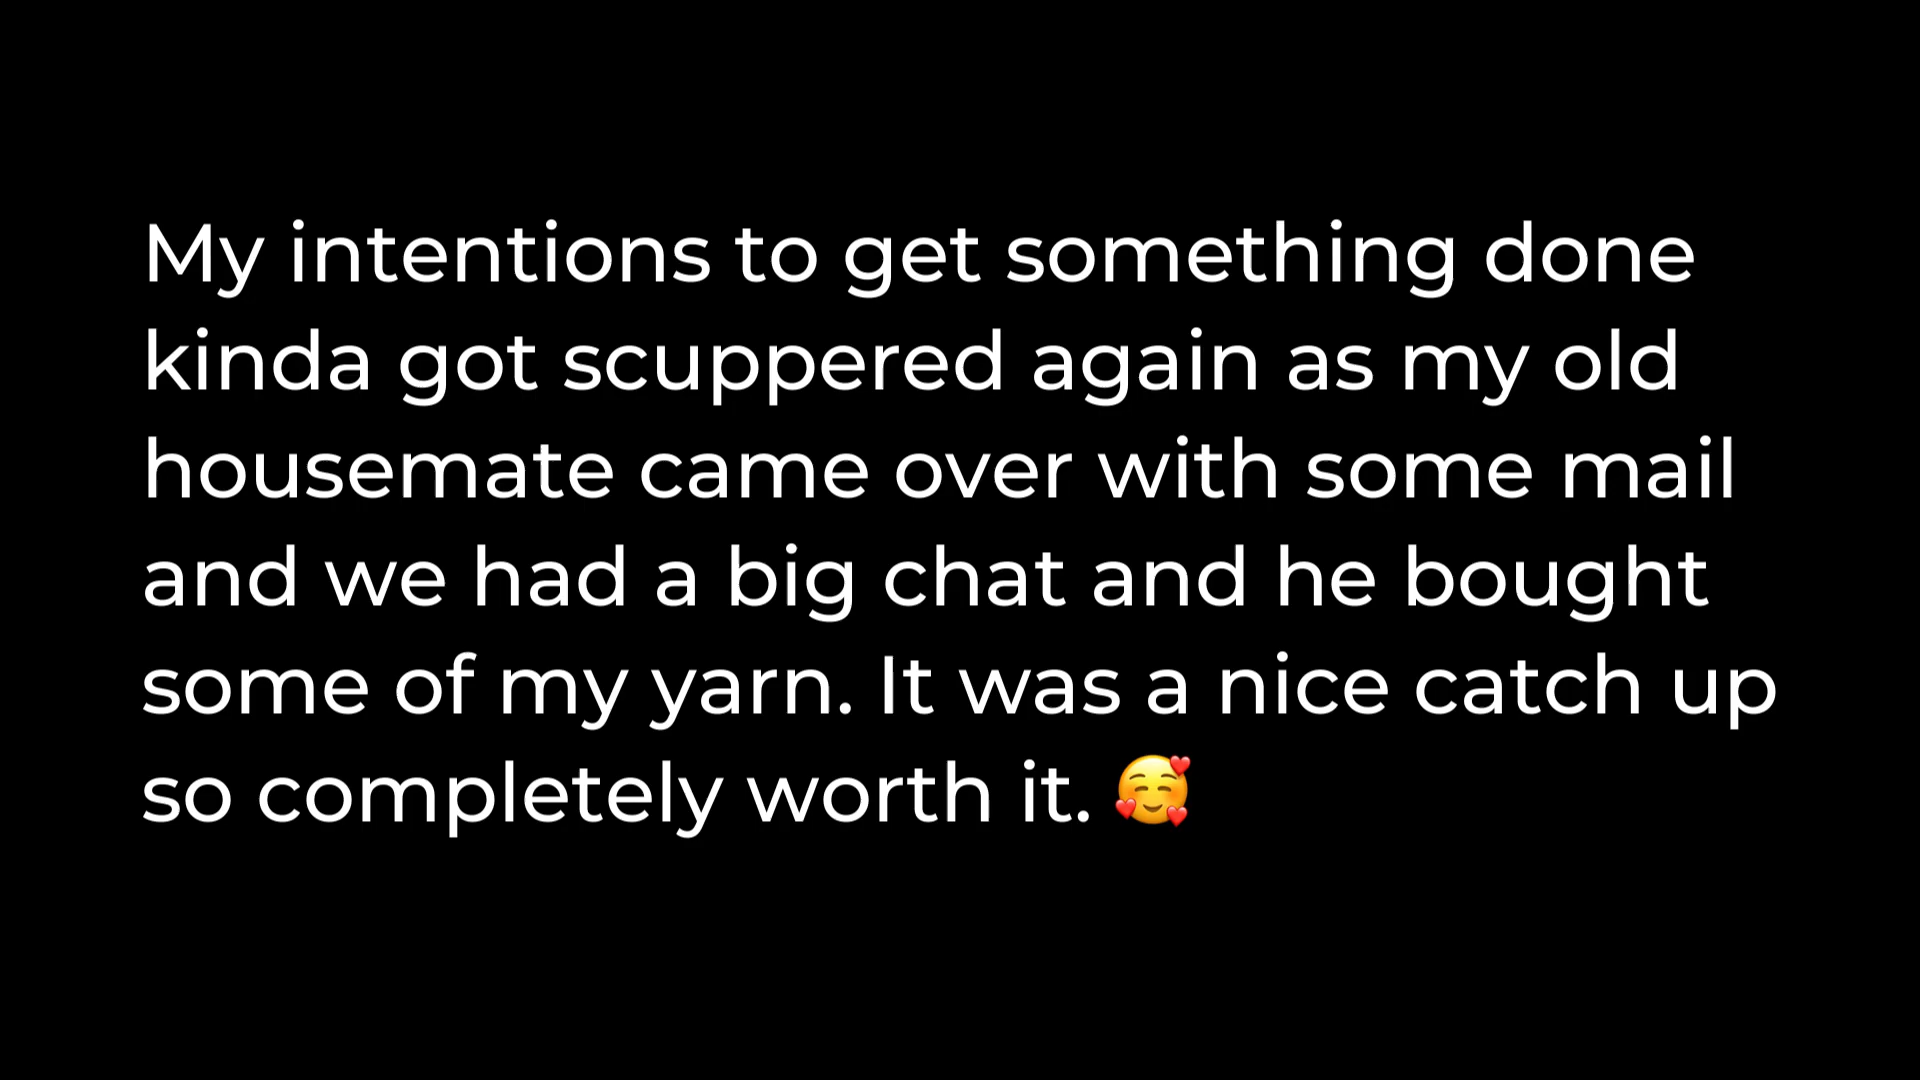 My intentions to get something done
kinda got scuppered again as my old
housemate came over with some mail
and we had a big chat and he bought
some of my yarn. It was a nice catch up
so completely worth it. 🥰